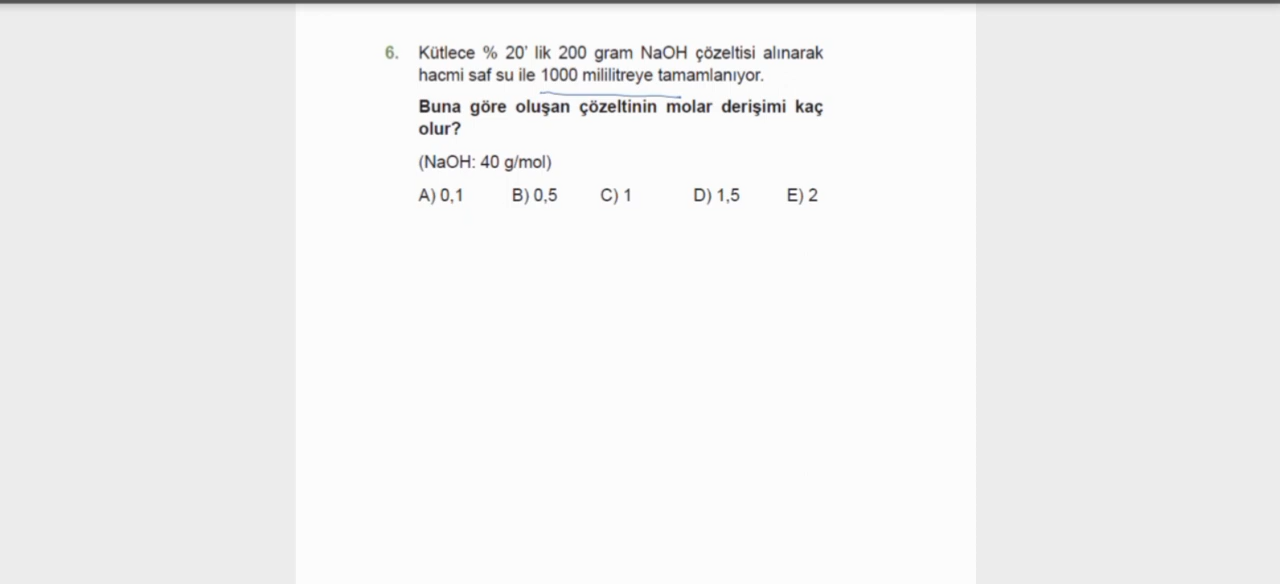 6. Kütlece % 20' lik 200 gram NaOH çözeltisi alınarak
hacmi saf su ile 1000 mililitreye tamamlanıyor.
Buna göre oluşan çözeltinin molar derişimi kaç
olur?
(NaOH: 40 g/mol)
A) 0,1 B) 0,5 C) 1 D) 1,5 E) 2